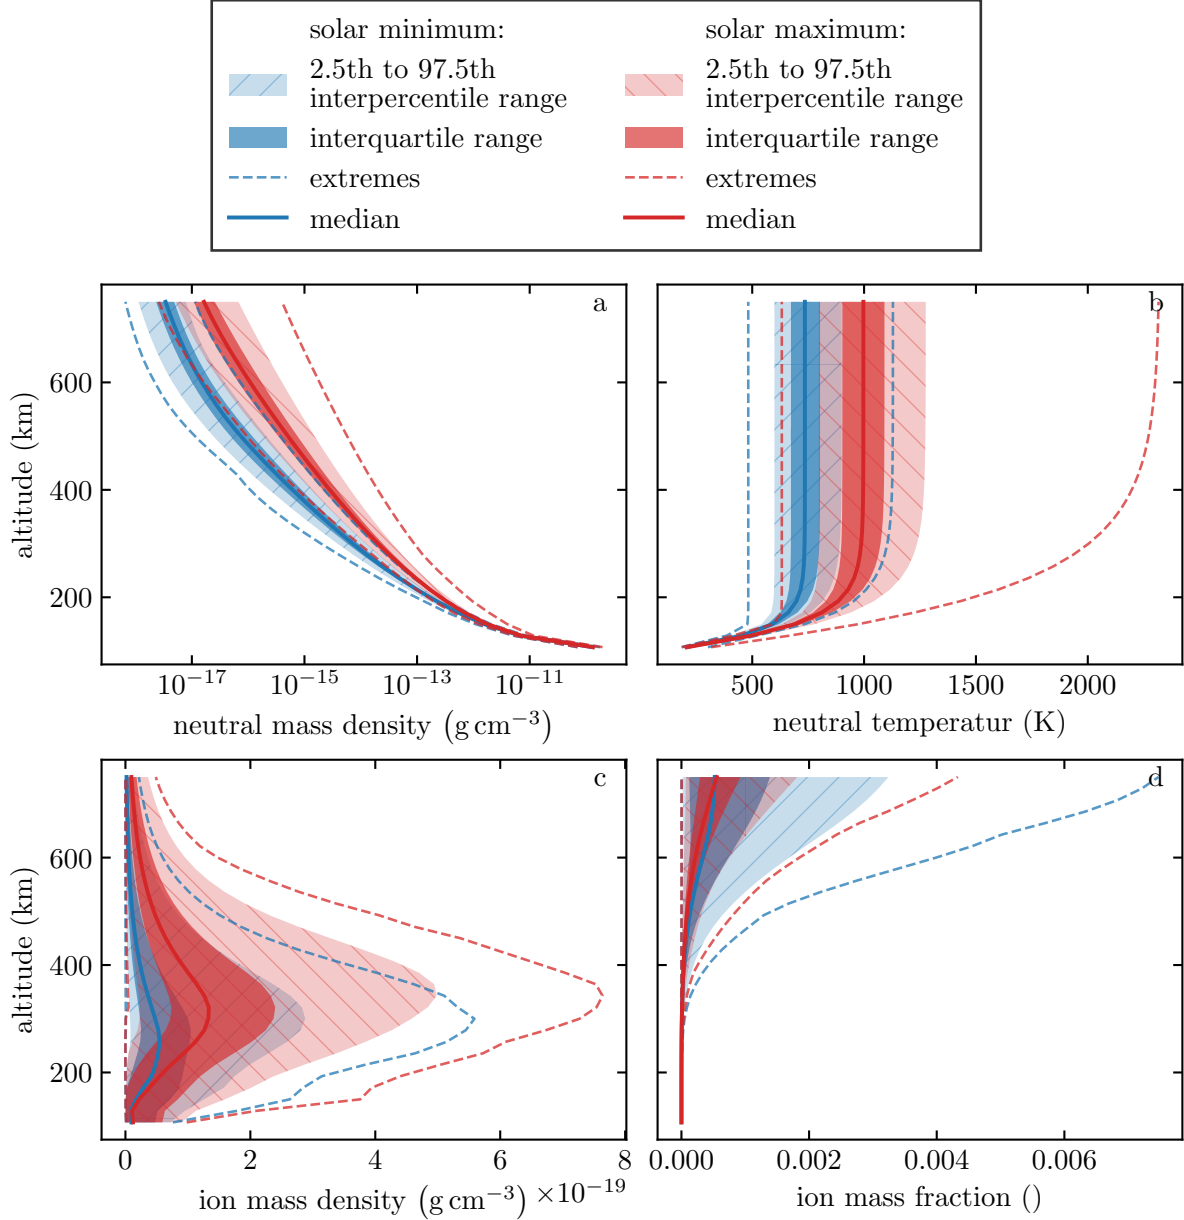 solar minimum:
2.5th to 97.5th
interpercentile range
interquartile range
extremes
median
solar maximum:
2.5th to 97.5th
interpercentile range
interquartile range
extremes
median
a
altitude (km)
600
400
200
10⁻¹⁷ 10⁻¹⁵ 10⁻¹³ 10⁻¹¹
neutral mass density (g cm⁻³)
b
500 1000 1500 2000
neutral temperatur (K)
c
altitude (km)
600
400
200
0 2 4 6 8
ion mass density (g cm⁻³) ×10⁻¹⁹
d
0.000 0.002 0.004 0.006
ion mass fraction ()